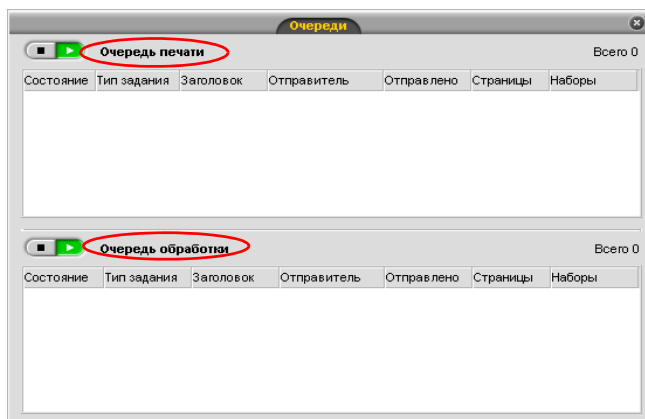 Очереди
Очередь печати Всего 0
Состояние Тип задания Заголовок Отправитель Отправлено Страницы Наборы
Очередь обработки Всего 0
Состояние Тип задания Заголовок Отправитель Отправлено Страницы Наборы